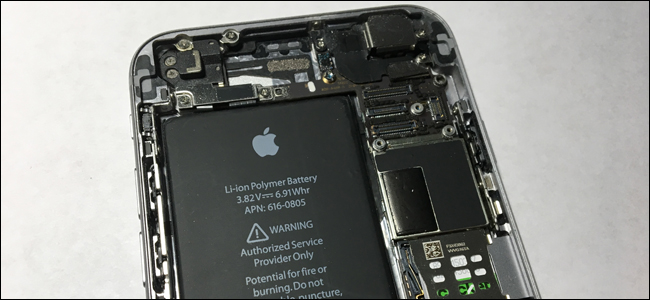 Li-ion Polymer Battery
3.82V⎓ 6.91Whr
APN: 616-0805
WARNING
Authorized Service
Provider Only
Potential for fire or
burning. Do not
puncture,